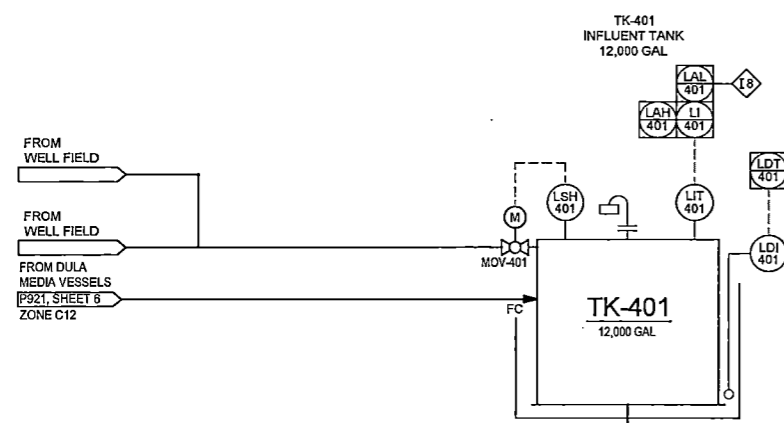 TK-401
INFLUENT TANK
12,000 GAL
LAL
401
I8
LAH
401
LI
401
FROM
WELL FIELD
LDT
401
LSH
401
LIT
401
M
FROM
WELL FIELD
MOV-401
LDI
401
FROM DULA
MEDIA VESSELS
P921, SHEET 6
ZONE C12
FC
TK-401
12,000 GAL